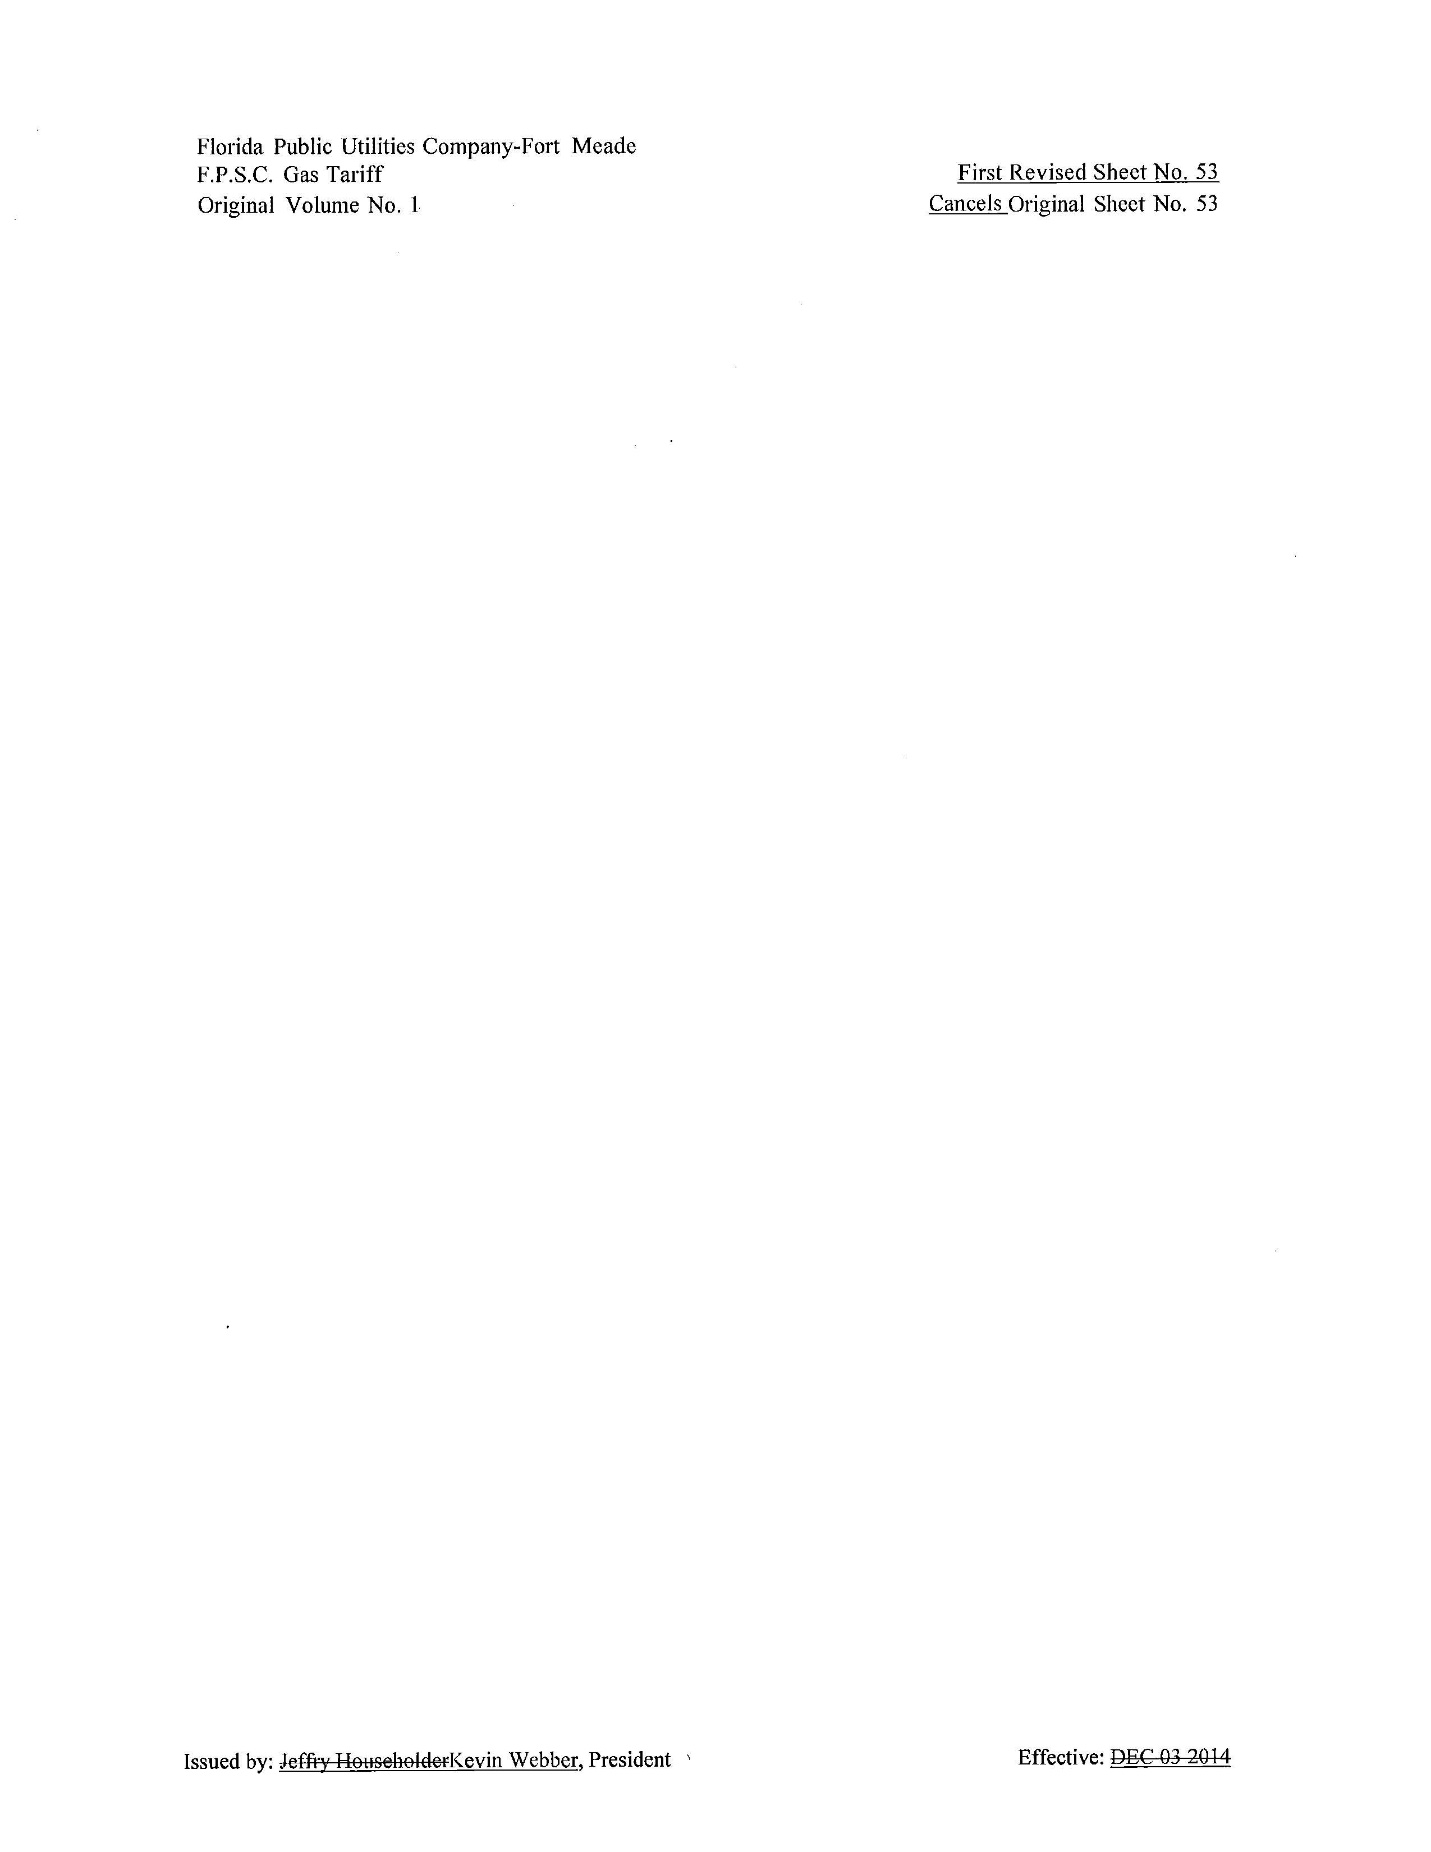 Florida Public Utilities Company-Fort Meade
F.P.S.C. Gas Tariff
First Revised Sheet No. 53
Original Volume No. 1
Cancels Original Sheet No. 53
Issued by: Jeffry HouseholderKevin Webber, President
Effective: DEC 03 2014